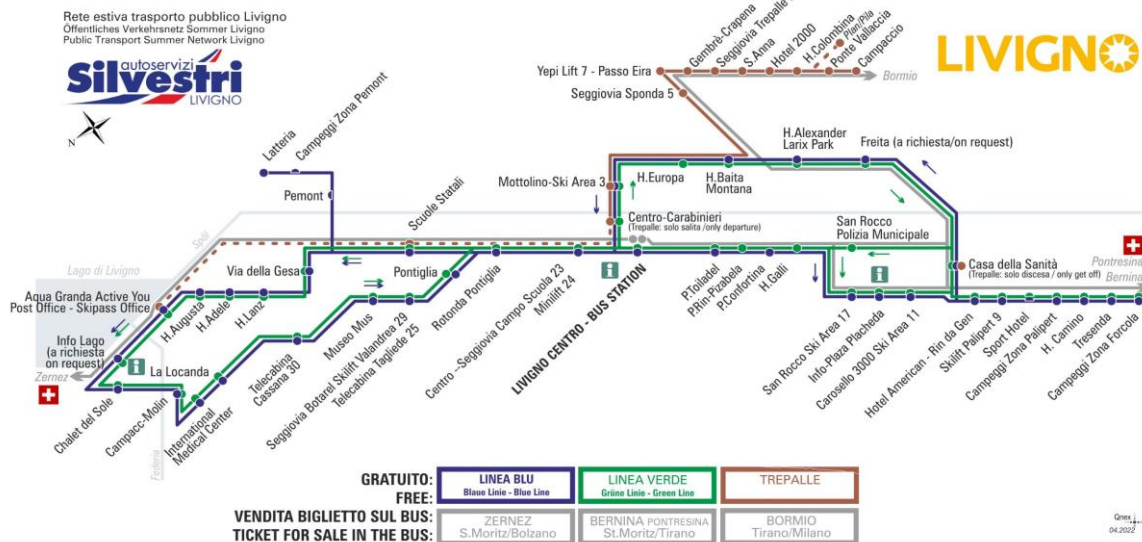 Rete estiva trasporto pubblico Livigno
Öffentliches Verkehrsnetz Sommer Livigno
Public Transport Summer Network Livigno
autoservizi
Silvestri
LIVIGNO
LIVIGNO
N
Gembrè-Crapena
Seggiovia Trepalle
S.Anna
Hotel 2000
H.Colombina
Plan/Pila
Ponte Vallaccia
Campaccio
Yepi Lift 7 - Passo Eira
Bormio
Seggiovia Sponda 5
Latteria
Campeggi Zona Pemont
Pemont
Scuole Statali
Mottolino-Ski Area 3
H.Europa
H.Baita
Montana
H.Alexander
Larix Park
Freita (a richiesta/on request)
Centro-Carabinieri
(Trepalle: solo salita /only departure)
San Rocco
Polizia Municipale
Spöl
Lago di Livigno
Via della Gesa
Pontiglia
Casa della Sanità
(Trepalle: solo discesa / only get off)
Pontresina
Bernina
Aqua Granda Active You
Post Office - Skipass Office
H.Augusta
H.Adele
H.Lanz
Info Lago
(a richiesta
on request)
Zernez
i
i
i
La Locanda
Chalet del Sole
Campacc-Molin
Federia
International
Medical Center
Telecabina
Cassana 30
Museo Mus
Seggiovia Botarel Skilift Valandrea 29
Telecabina Tagliede 25
Rotonda Pontiglia
Centro --Seggiovia Campo Scuola 23
Minilift 24
LIVIGNO CENTRO - BUS STATION
P.Toiladel
P.Rin-Pizabela
P.Confortina
H.Galli
San Rocco Ski Area 17
Info-Plaza Placheda
Carosello 3000 Ski Area 11
Hotel American - Rin da Gen
Skilift Palipert 9
Sport Hotel
Campeggi Zona Palipert
H. Camino
Tresenda
Campeggi Zona Forcola
GRATUITO:
FREE:
LINEA BLU
Blaue Linie - Blue Line
LINEA VERDE
Grüne Linie - Green Line
TREPALLE
VENDITA BIGLIETTO SUL BUS:
TICKET FOR SALE IN THE BUS:
ZERNEZ
S.Moritz/Bolzano
BERNINA PONTRESINA
St.Moritz/Tirano
BORMIO
Tirano/Milano
Qnex
04.2022